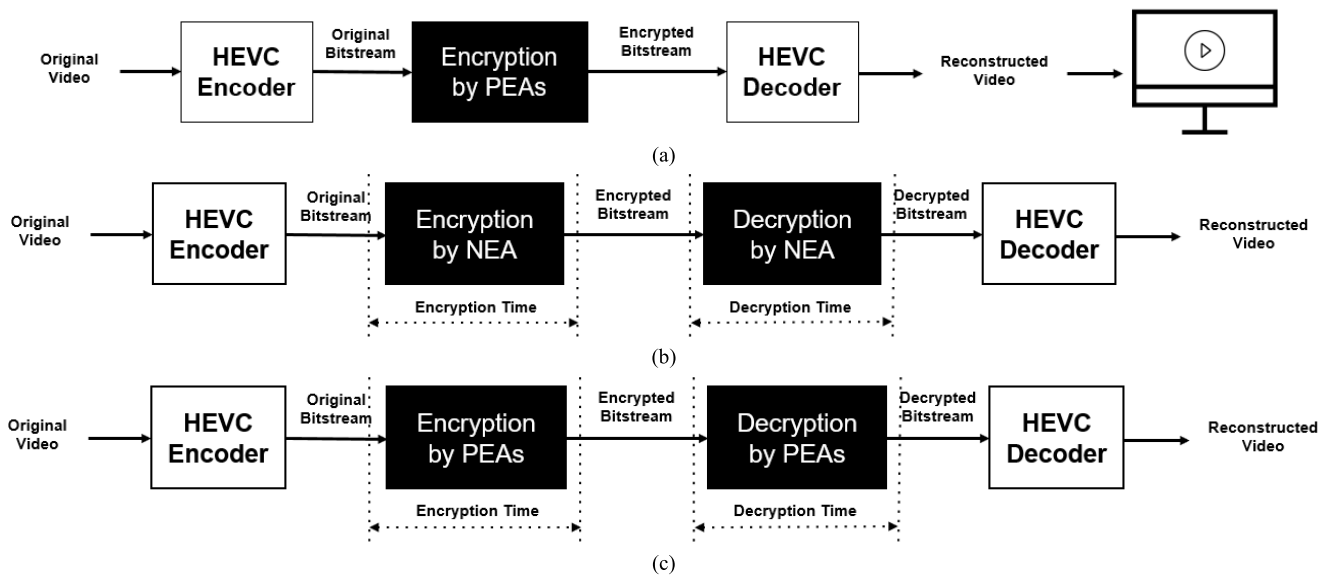 Original
Video
HEVC
Encoder
Original
Bitstream
Encryption
by PEAs
Encrypted
Bitstream
HEVC
Decoder
Reconstructed
Video
(a)
Original
Video
HEVC
Encoder
Original
Bitstream
Encryption
by NEA
Encrypted
Bitstream
Decryption
by NEA
Decrypted
Bitstream
HEVC
Decoder
Reconstructed
Video
Encryption Time
Decryption Time
(b)
Original
Video
HEVC
Encoder
Original
Bitstream
Encryption
by PEAs
Encrypted
Bitstream
Decryption
by PEAs
Decrypted
Bitstream
HEVC
Decoder
Reconstructed
Video
Encryption Time
Decryption Time
(c)